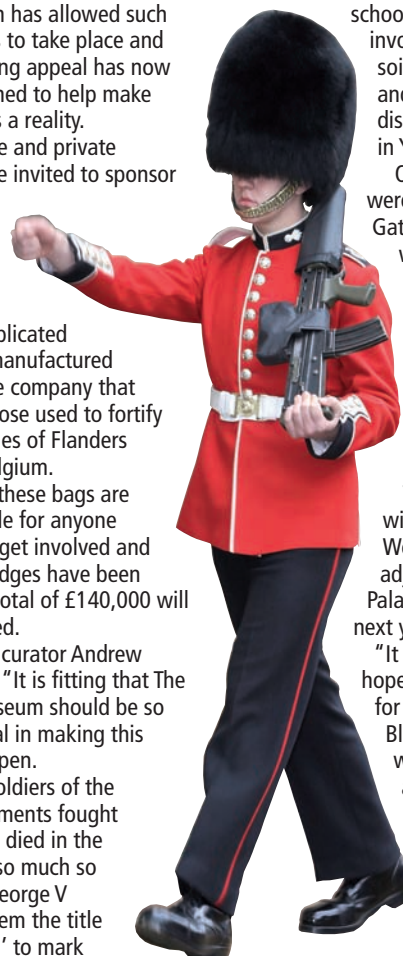 n has allowed such
s to take place and
ng appeal has now
ned to help make
s a reality.
e and private
e invited to sponsor
plicated
manufactured
e company that
ose used to fortify
es of Flanders
lgium.
these bags are
le for anyone
get involved and
dges have been
total of £140,000 will
ed.
curator Andrew
“It is fitting that The
seum should be so
al in making this
pen.
oldiers of the
ments fought
died in the
so much so
eorge V
em the title
’ to mark
schoo
invo
soi
and
dis
in Y
were
Gat
wi
We
adj
Pala
next y
“It
hope
for
Bl
w